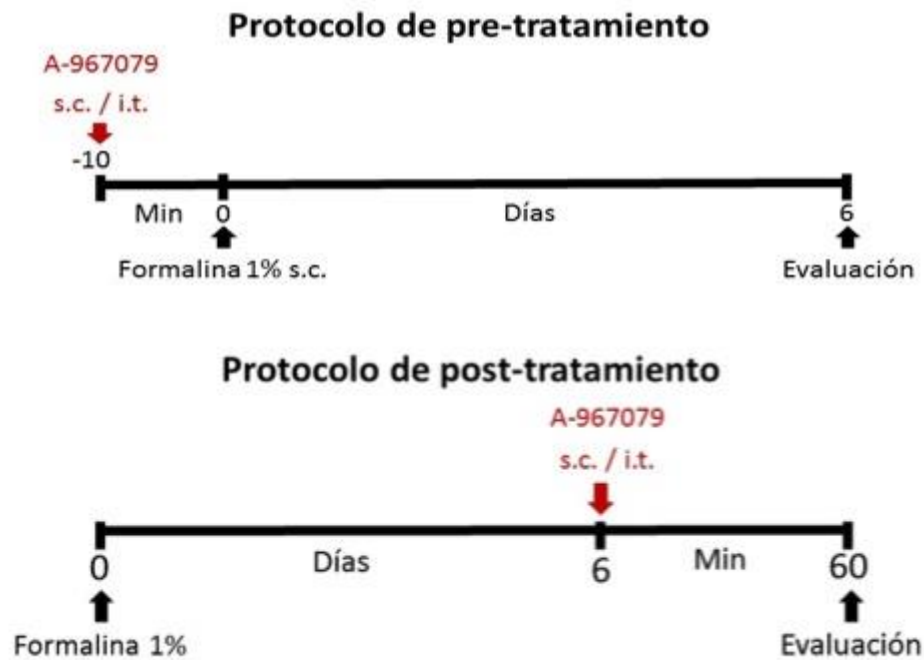 Protocolo de pre-tratamiento
A-967079
s.c. / i.t.
-10
Min 0 Días 6
Formalina 1% s.c. Evaluación
Protocolo de post-tratamiento
A-967079
s.c. / i.t.
0 Días 6 Min 60
Formalina 1% Evaluación